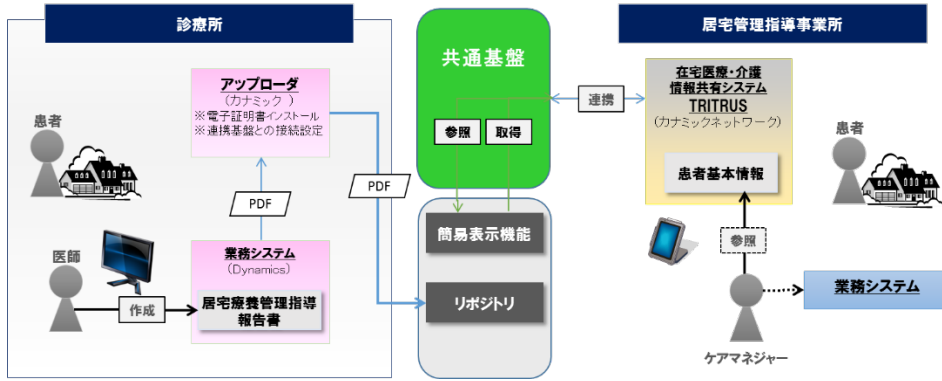 診療所
アップローダ
(カナミック )
※電子証明書インストール
※連携基盤との接続設定
患者
PDF
PDF
医師
作成
業務システム
(Dynamics)
居宅療養管理指導
報告書
共通基盤
参照
取得
簡易表示機能
リポジトリ
連携
居宅管理指導事業所
在宅医療・介護
情報共有システム
TRITRUS
(カナミックネットワーク)
患者基本情報
患者
参照
ケアマネジャー
業務システム